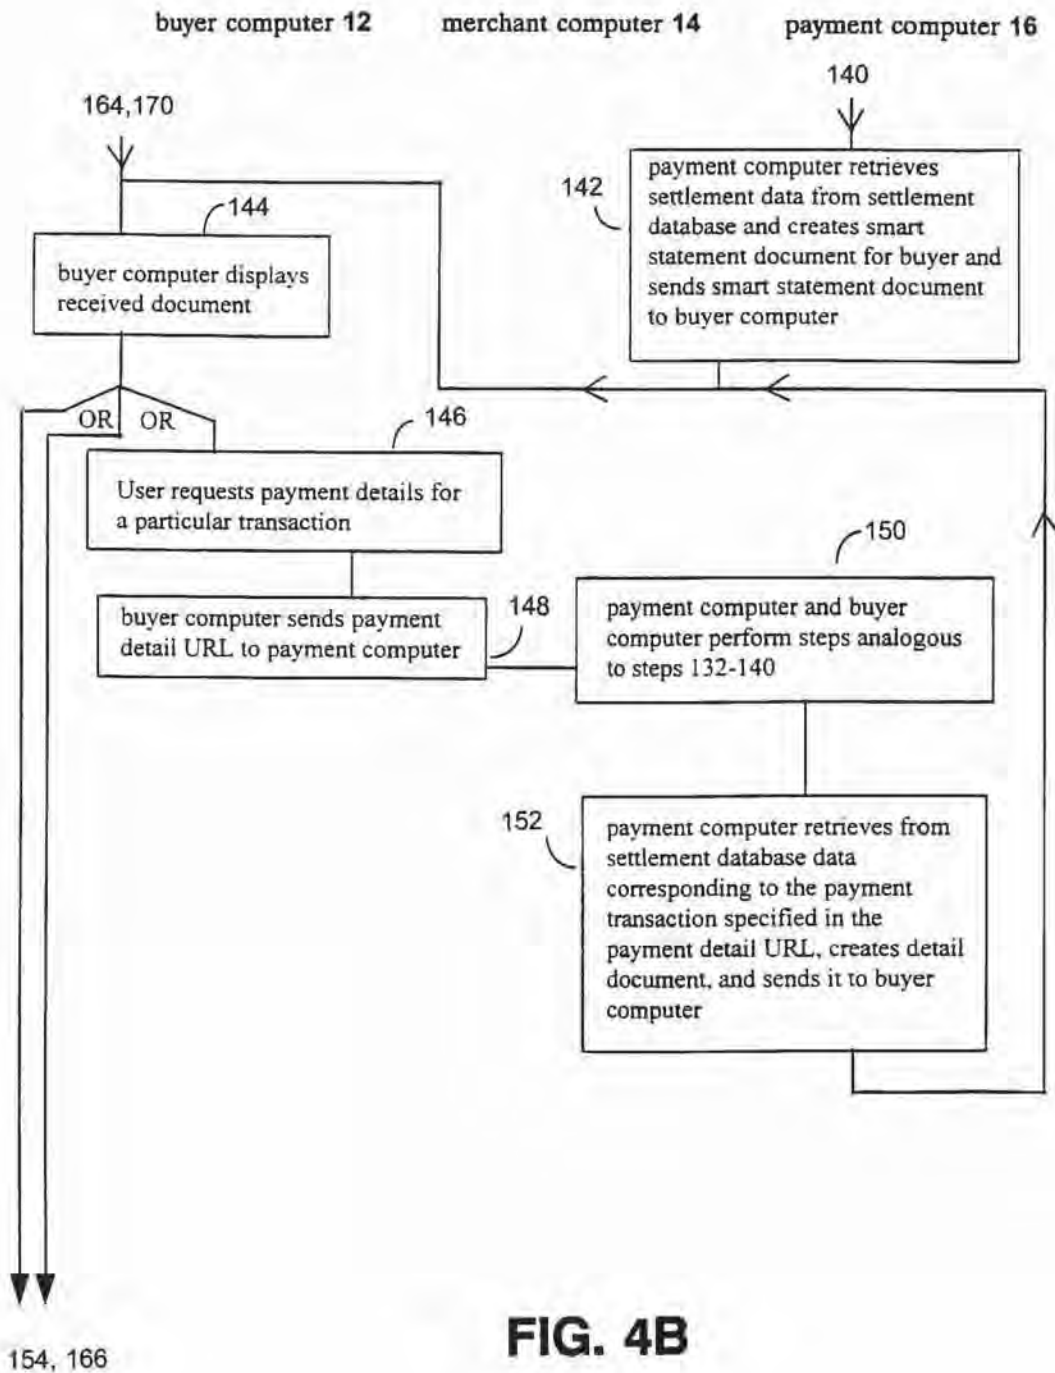 buyer computer 12 merchant computer 14 payment computer 16
140
164,170
payment computer retrieves
settlement data from settlement
database and creates smart
statement document for buyer and
sends smart statement document
to buyer computer
142
144
buyer computer displays
received document
OR OR
146
User requests payment details for
a particular transaction
150
148
buyer computer sends payment
detail URL to payment computer
payment computer and buyer
computer perform steps analogous
to steps 132-140
152
payment computer retrieves from
settlement database data
corresponding to the payment
transaction specified in the
payment detail URL, creates detail
document, and sends it to buyer
computer
154, 166
FIG. 4B